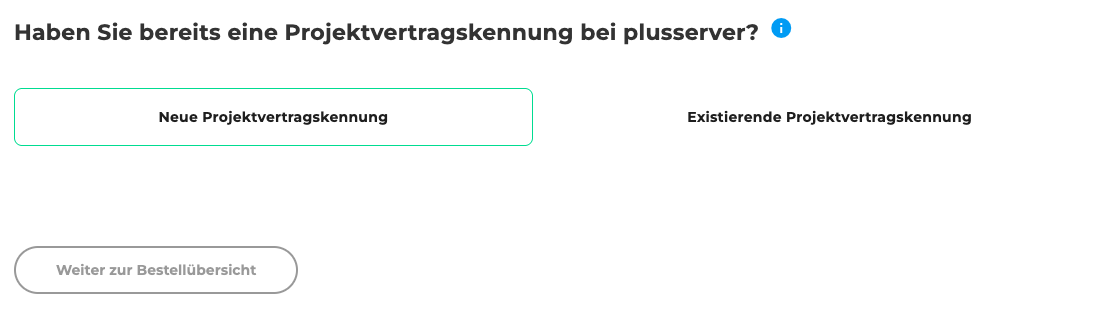 Haben Sie bereits eine Projektvertragskennung bei plusserver?
Neue Projektvertragskennung
Existierende Projektvertragskennung
Weiter zur Bestellübersicht